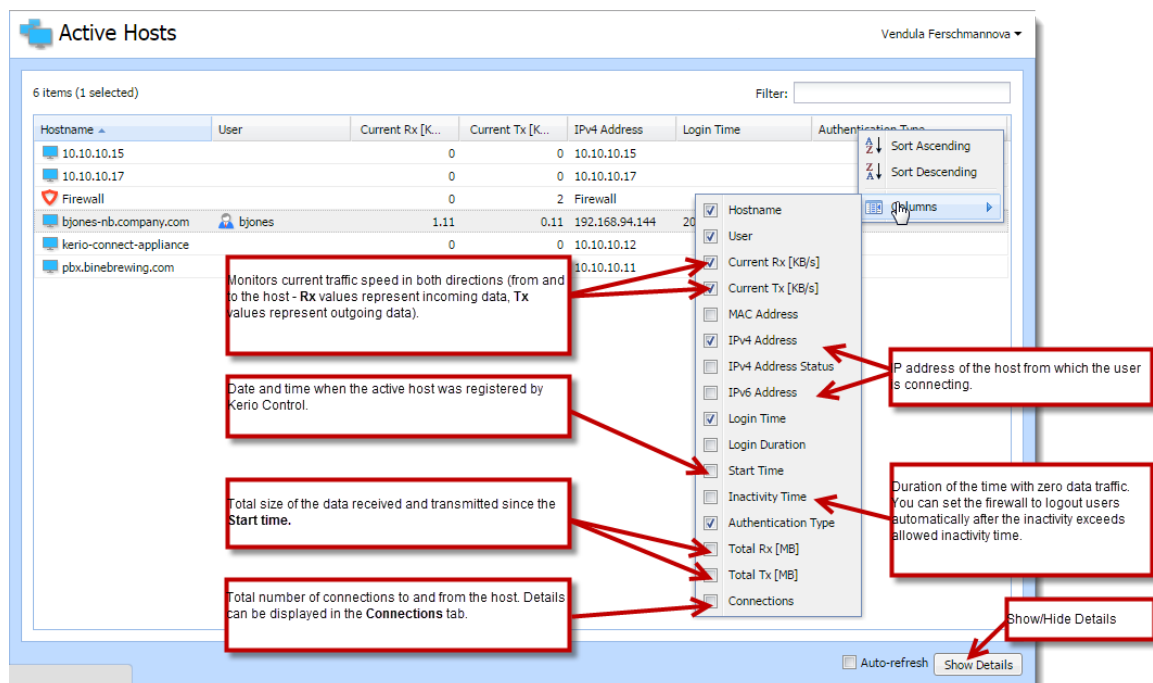 Active Hosts
Vendula Ferschmannova
6 items (1 selected)
Filter:
Hostname User Current Rx [K... Current Tx [K... IPv4 Address Login Time Authentication Type
10.10.10.15 0 0 10.10.10.15
10.10.10.17 0 0 10.10.10.17
Firewall 0 2 Firewall
bjones-nb.company.com bjones 1.11 0.11 192.168.94.144 20
kerio-connect-appliance 0 0 10.10.10.12
pbx.binebrewing.com 10.10.10.11
Sort Ascending
Sort Descending
Columns
Hostname
User
Current Rx [KB/s]
Current Tx [KB/s]
MAC Address
IPv4 Address
IPv4 Address Status
IPv6 Address
Login Time
Login Duration
Start Time
Inactivity Time
Authentication Type
Total Rx [MB]
Total Tx [MB]
Connections
Monitors current traffic speed in both directions (from and
to the host - Rx values represent incoming data, Tx
values represent outgoing data).
Date and time when the active host was registered by
Kerio Control.
Total size of the data received and transmitted since the
Start time.
Total number of connections to and from the host. Details
can be displayed in the Connections tab.
IP address of the host from which the user
is connecting.
Duration of the time with zero data traffic.
You can set the firewall to logout users
automatically after the inactivity exceeds
allowed inactivity time.
Show/Hide Details
Auto-refresh
Show Details